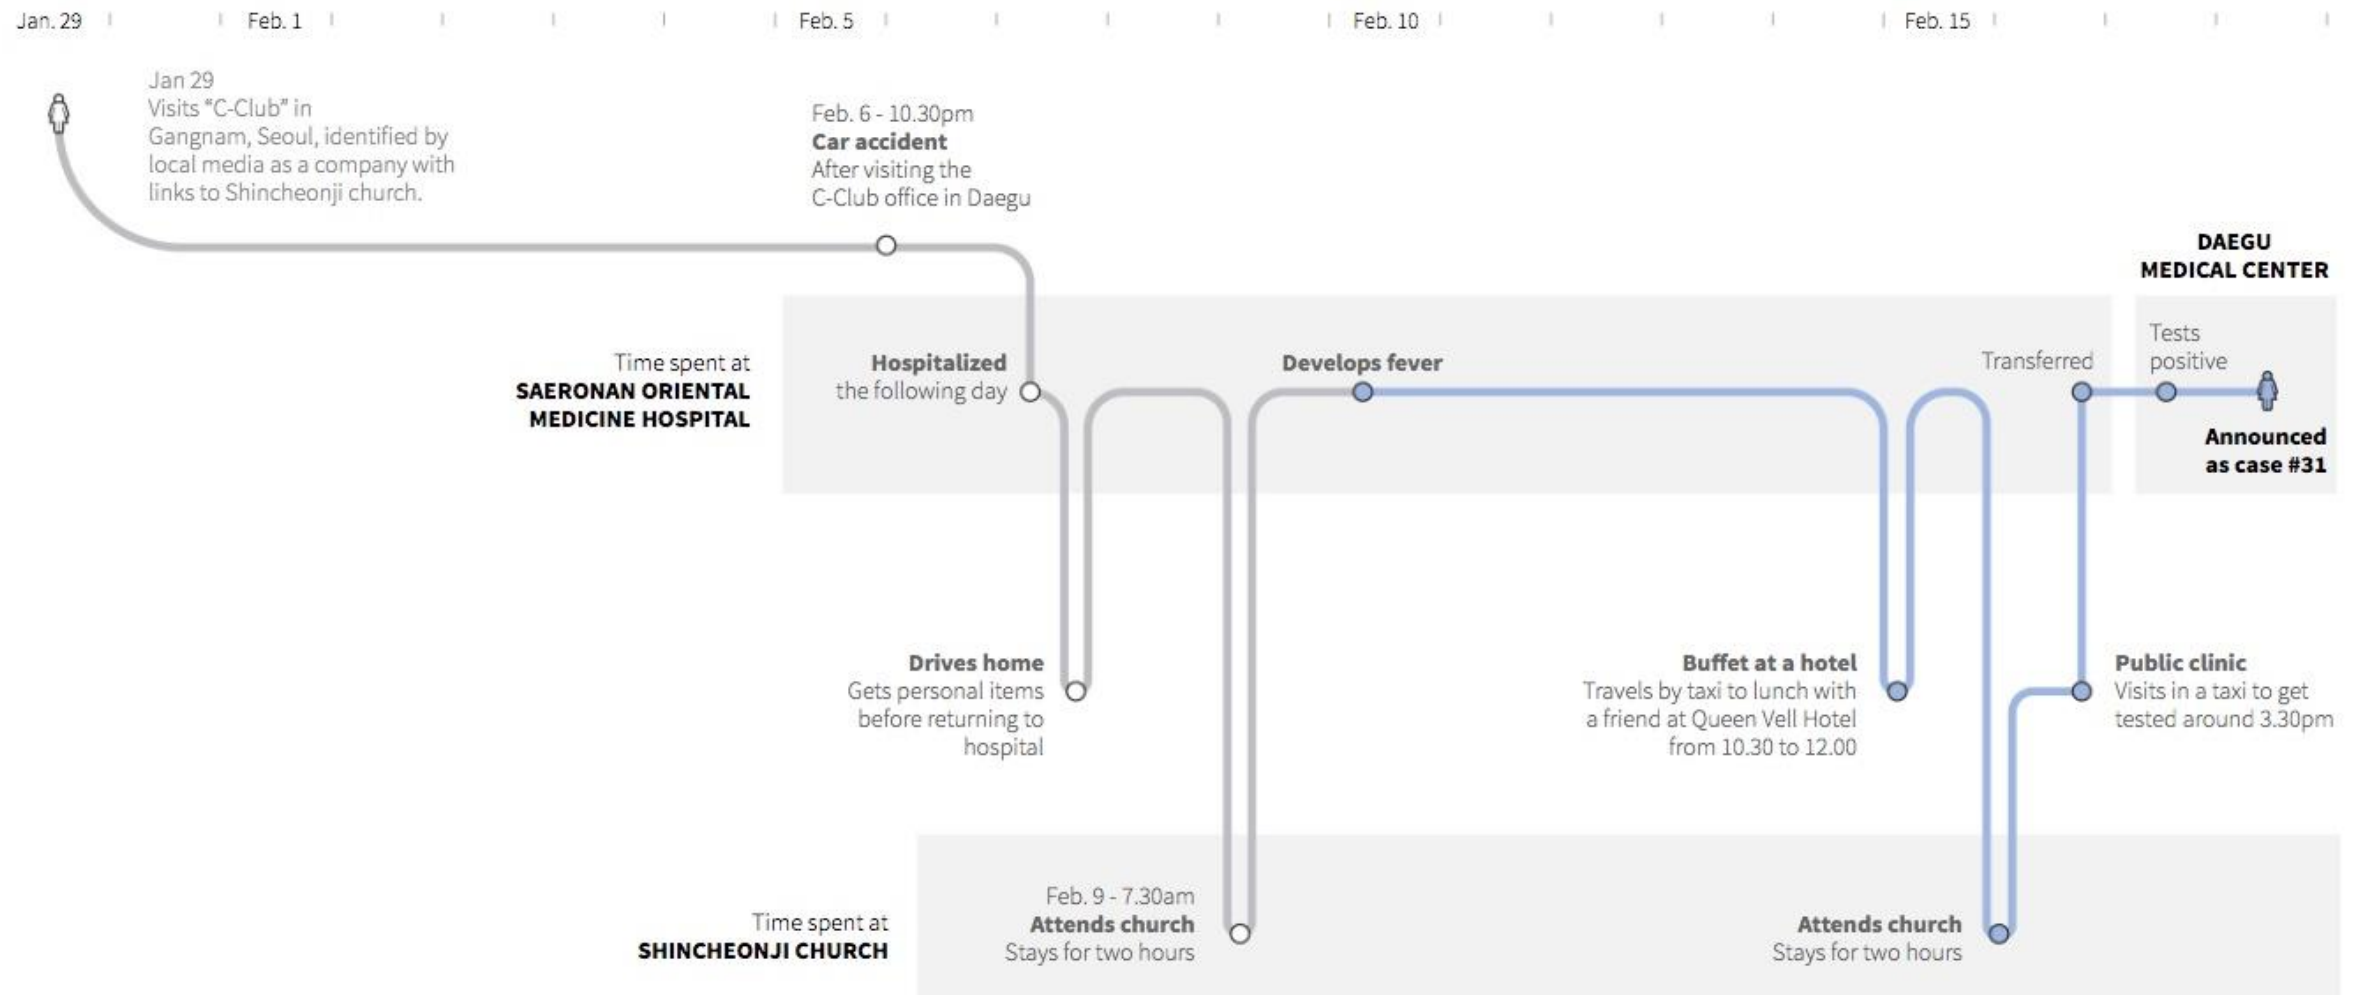 Jan. 29
Feb. 1
Feb. 5
Feb. 10
Feb. 15
Jan 29
Visits “C-Club” in
Gangnam, Seoul, identified by
local media as a company with
links to Shincheonji church.
Feb. 6 - 10.30pm
Car accident
After visiting the
C-Club office in Daegu
DAEGU
MEDICAL CENTER
Time spent at
SAERONAN ORIENTAL
MEDICINE HOSPITAL
Hospitalized
the following day
Develops fever
Transferred
Tests
positive
Announced
as case #31
Drives home
Gets personal items
before returning to
hospital
Buffet at a hotel
Travels by taxi to lunch with
a friend at Queen Vell Hotel
from 10.30 to 12.00
Public clinic
Visits in a taxi to get
tested around 3.30pm
Time spent at
SHINCHEONJI CHURCH
Feb. 9 - 7.30am
Attends church
Stays for two hours
Attends church
Stays for two hours